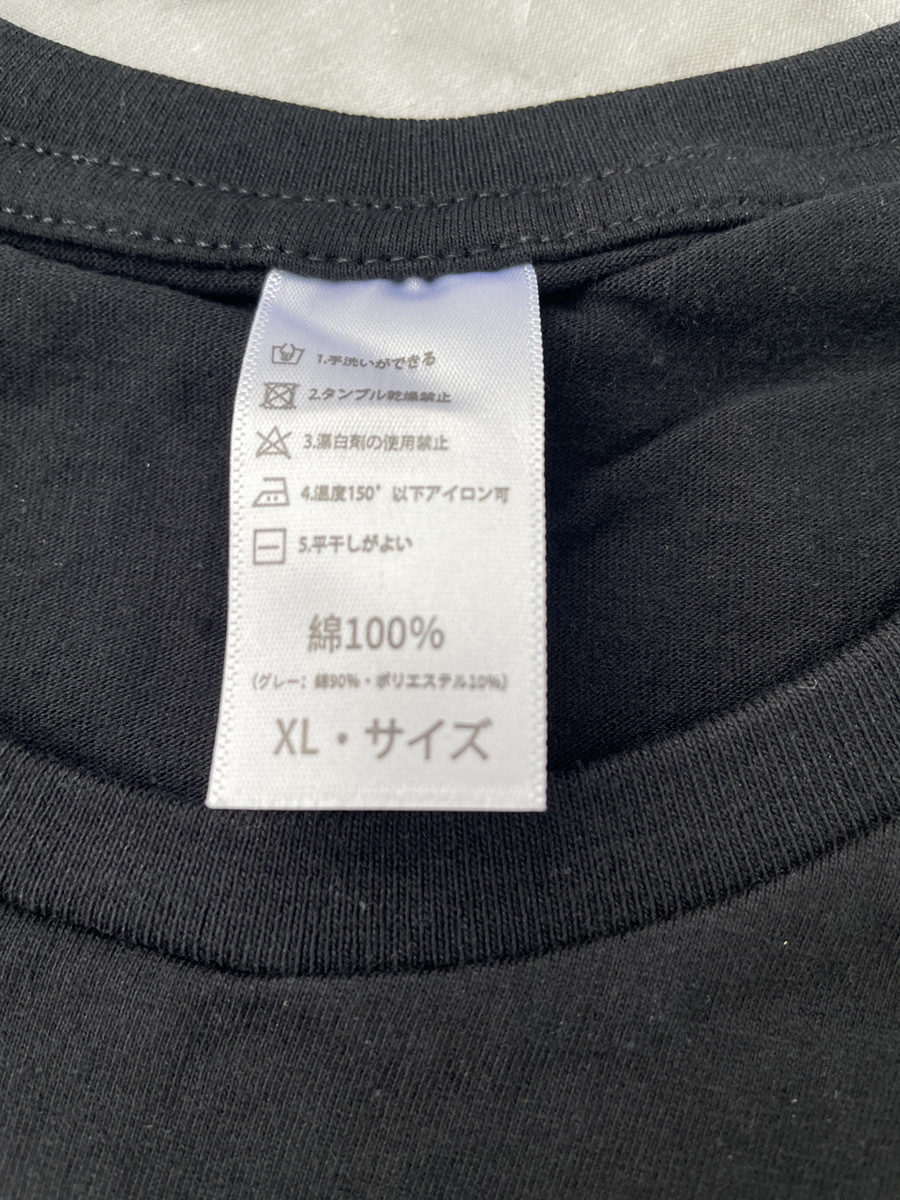 1.手洗いができる
2.タンブル乾燥禁止
3.漂白剤の使用禁止
4.温度150°以下アイロン可
5.平干しがよい
綿100%
(グレー: 綿90%・ポリエステル10%)
XL・サイズ